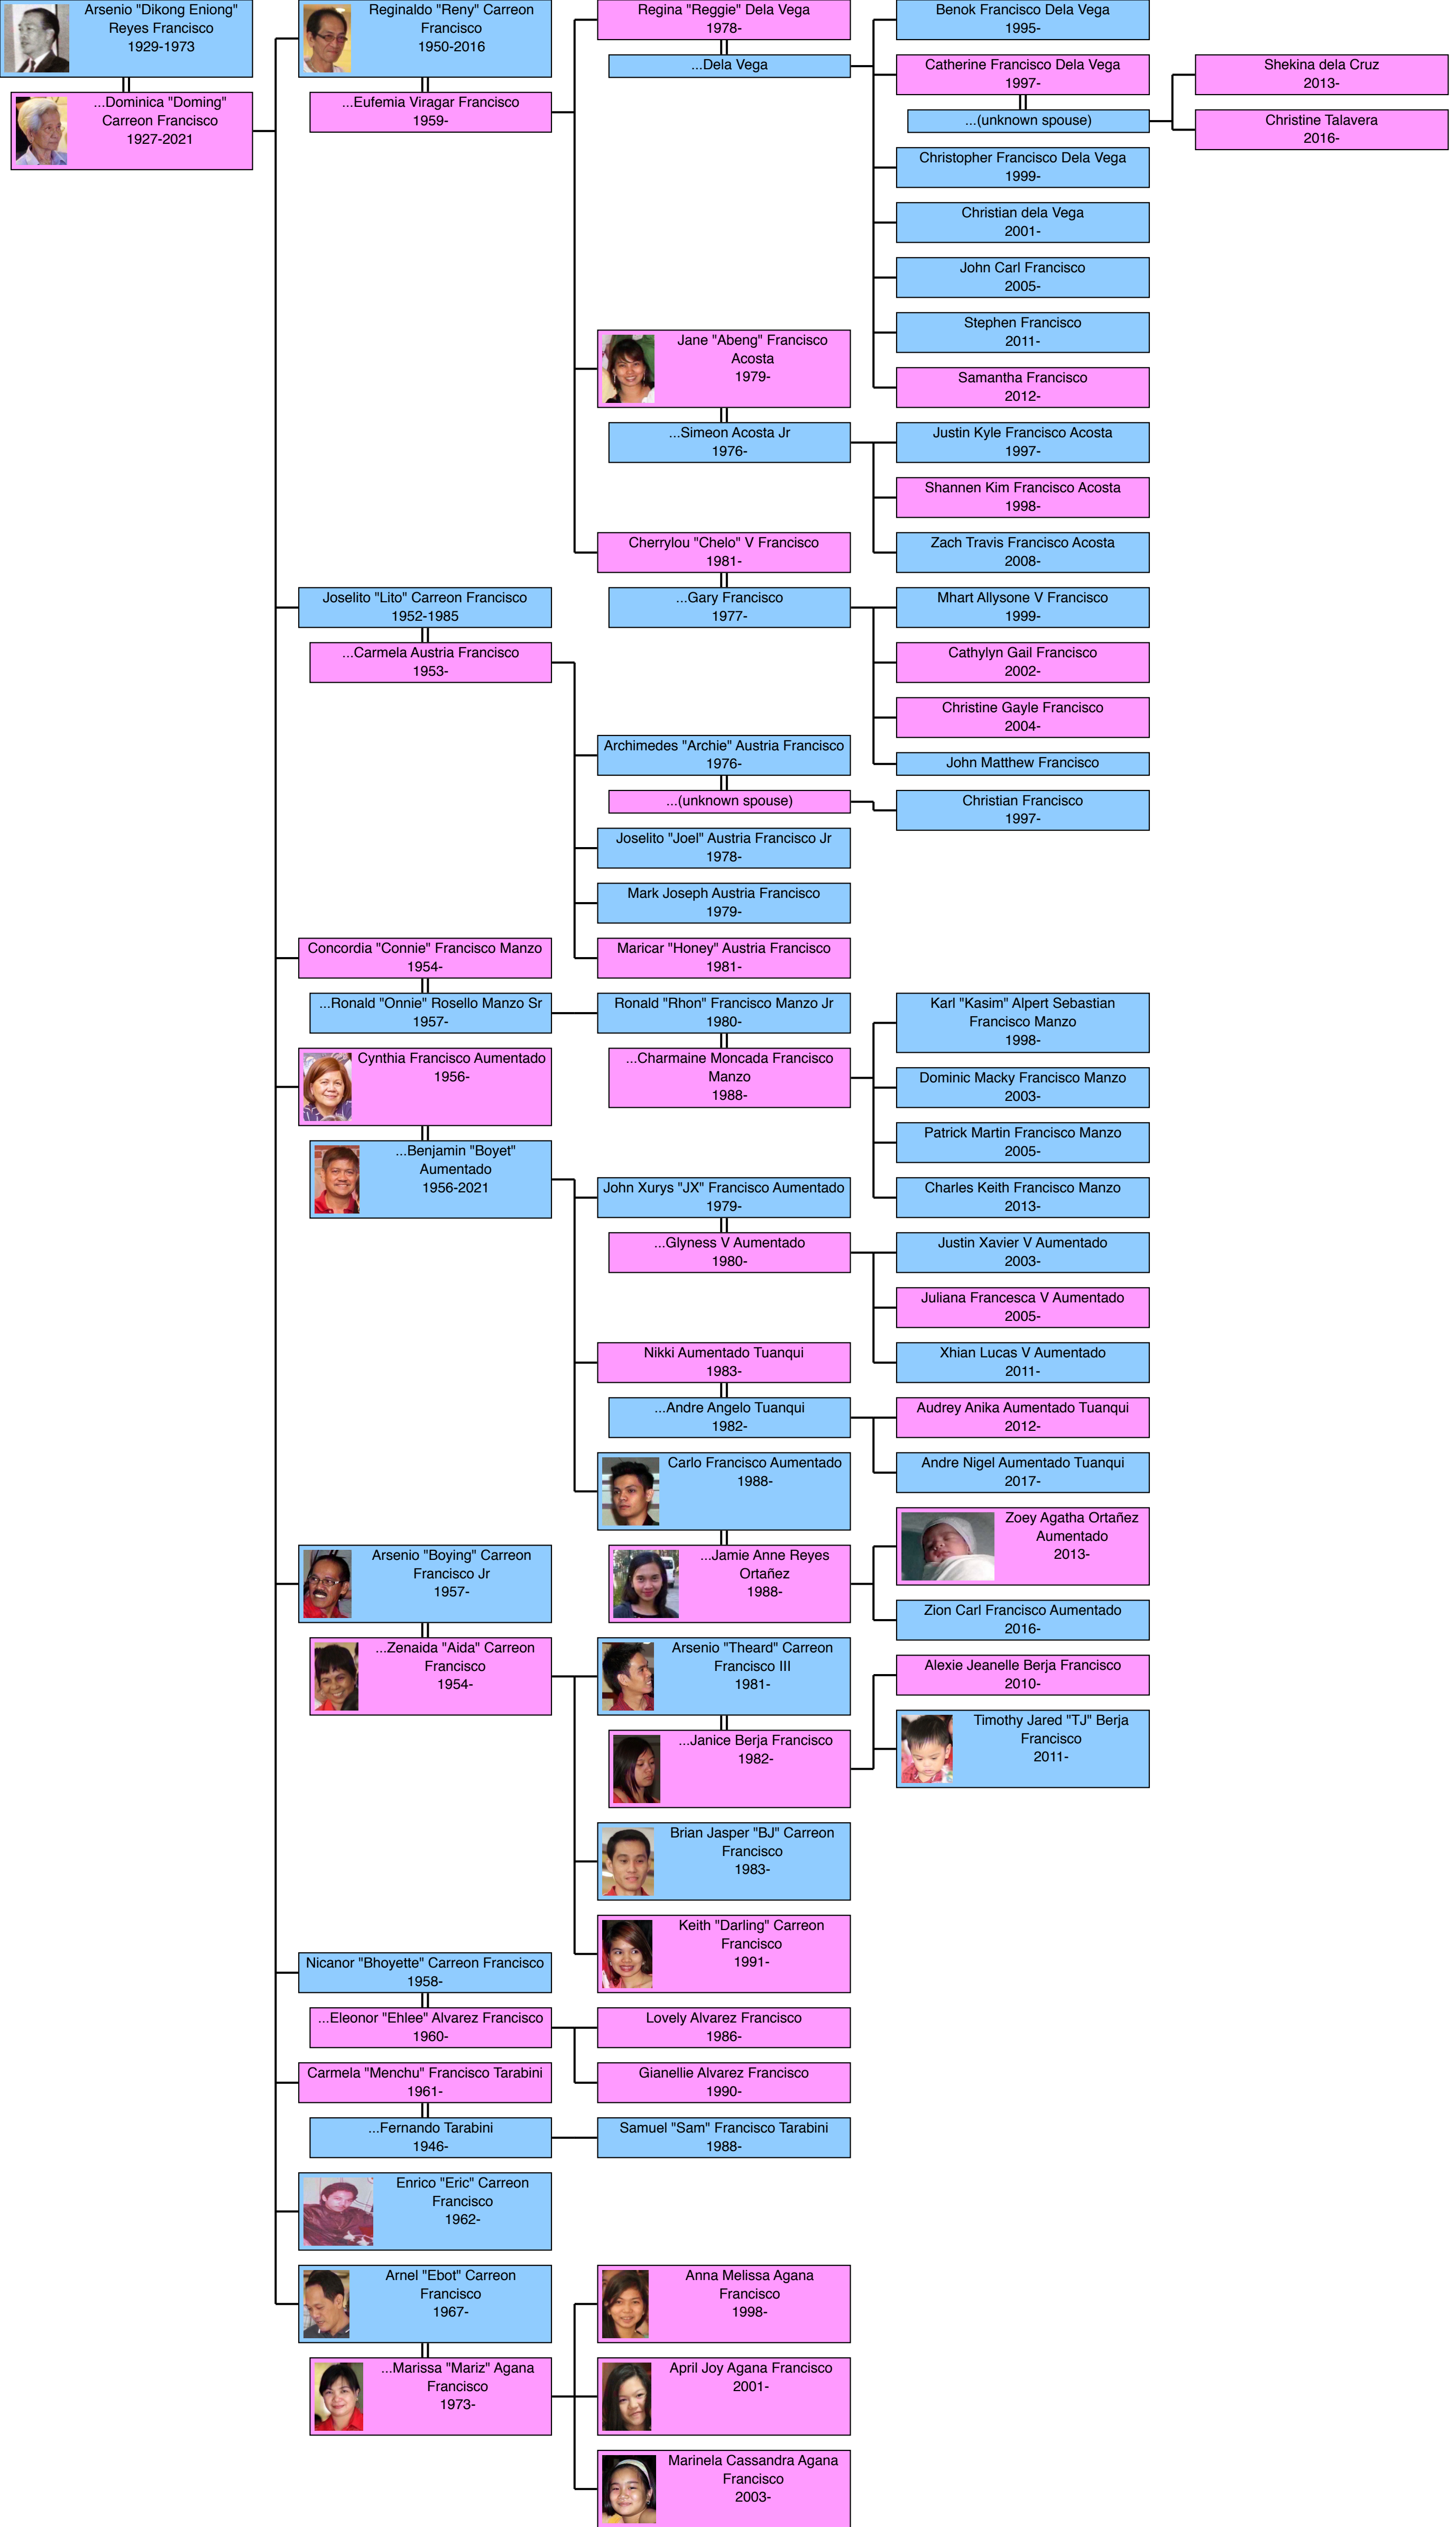 Arsenio "Dikong Eniong"
Reyes Francisco
1929-1973
...Dominica "Doming"
Carreon Francisco
1927-2021
Reginaldo "Reny" Carreon
Francisco
1950-2016
...Eufemia Viragar Francisco
1959-
Regina "Reggie" Dela Vega
1978-
...Dela Vega
Benok Francisco Dela Vega
1995-
Catherine Francisco Dela Vega
1997-
...(unknown spouse)
Shekina dela Cruz
2013-
Christine Talavera
2016-
Christopher Francisco Dela Vega
1999-
Christian dela Vega
2001-
John Carl Francisco
2005-
Stephen Francisco
2011-
Samantha Francisco
2012-
Jane "Abeng" Francisco
Acosta
1979-
...Simeon Acosta Jr
1976-
Justin Kyle Francisco Acosta
1997-
Shannen Kim Francisco Acosta
1998-
Zach Travis Francisco Acosta
2008-
Cherrylou "Chelo" V Francisco
1981-
...Gary Francisco
1977-
Mhart Allysone V Francisco
1999-
Cathylyn Gail Francisco
2002-
Christine Gayle Francisco
2004-
John Matthew Francisco
Joselito "Lito" Carreon Francisco
1952-1985
...Carmela Austria Francisco
1953-
Archimedes "Archie" Austria Francisco
1976-
...(unknown spouse)
Christian Francisco
1997-
Joselito "Joel" Austria Francisco Jr
1978-
Mark Joseph Austria Francisco
1979-
Maricar "Honey" Austria Francisco
1981-
Concordia "Connie" Francisco Manzo
1954-
...Ronald "Onnie" Rosello Manzo Sr
1957-
Ronald "Rhon" Francisco Manzo Jr
1980-
...Charmaine Moncada Francisco
Manzo
1988-
Karl "Kasim" Alpert Sebastian
Francisco Manzo
1998-
Dominic Macky Francisco Manzo
2003-
Patrick Martin Francisco Manzo
2005-
Charles Keith Francisco Manzo
2013-
Cynthia Francisco Aumentado
1956-
...Benjamin "Boyet"
Aumentado
1956-2021
John Xurys "JX" Francisco Aumentado
1979-
...Glyness V Aumentado
1980-
Justin Xavier V Aumentado
2003-
Juliana Francesca V Aumentado
2005-
Xhian Lucas V Aumentado
2011-
Nikki Aumentado Tuanqui
1983-
...Andre Angelo Tuanqui
1982-
Audrey Anika Aumentado Tuanqui
2012-
Andre Nigel Aumentado Tuanqui
2017-
Carlo Francisco Aumentado
1988-
...Jamie Anne Reyes
Ortañez
1988-
Zoey Agatha Ortañez
Aumentado
2013-
Zion Carl Francisco Aumentado
2016-
Arsenio "Boying" Carreon
Francisco Jr
1957-
...Zenaida "Aida" Carreon
Francisco
1954-
Arsenio "Theard" Carreon
Francisco III
1981-
...Janice Berja Francisco
1982-
Alexie Jeanelle Berja Francisco
2010-
Timothy Jared "TJ" Berja
Francisco
2011-
Brian Jasper "BJ" Carreon
Francisco
1983-
Keith "Darling" Carreon
Francisco
1991-
Nicanor "Bhoyette" Carreon Francisco
1958-
...Eleonor "Ehlee" Alvarez Francisco
1960-
Lovely Alvarez Francisco
1986-
Gianellie Alvarez Francisco
1990-
Carmela "Menchu" Francisco Tarabini
1961-
...Fernando Tarabini
1946-
Samuel "Sam" Francisco Tarabini
1988-
Enrico "Eric" Carreon
Francisco
1962-
Arnel "Ebot" Carreon
Francisco
1967-
...Marissa "Mariz" Agana
Francisco
1973-
Anna Melissa Agana
Francisco
1998-
April Joy Agana Francisco
2001-
Marinela Cassandra Agana
Francisco
2003-